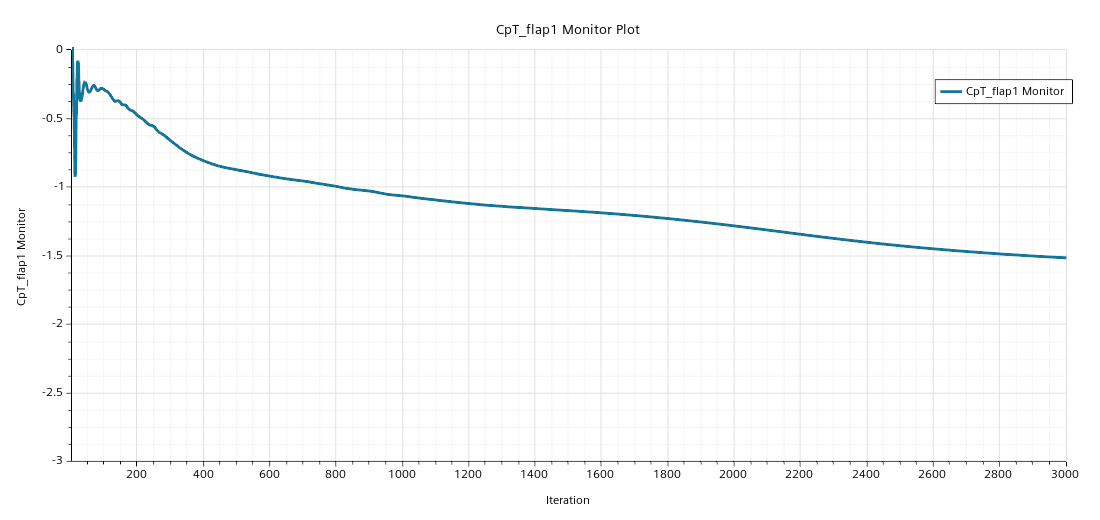 CpT_flap1 Monitor Plot
CpT_flap1 Monitor
0
-0.5
-1
-1.5
-2
-2.5
-3
CpT_flap1 Monitor
200 400 600 800 1000 1200 1400 1600 1800 2000 2200 2400 2600 2800 3000
Iteration